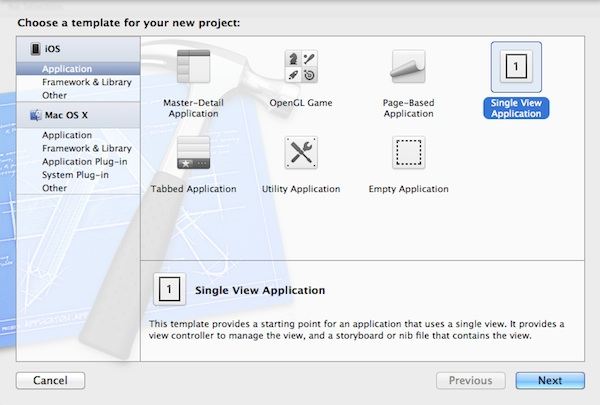 Choose a template for your new project:
iOS
Application
Framework & Library
Other
Mac OS X
Application
Framework & Library
Application Plug-in
System Plug-in
Other
Master-Detail
Application
OpenGL Game
Page-Based
Application
1
Single View
Application
Tabbed Application
Utility Application
Empty Application
1
Single View Application
This template provides a starting point for an application that uses a single view. It provides a
view controller to manage the view, and a storyboard or nib file that contains the view.
Cancel
Previous
Next